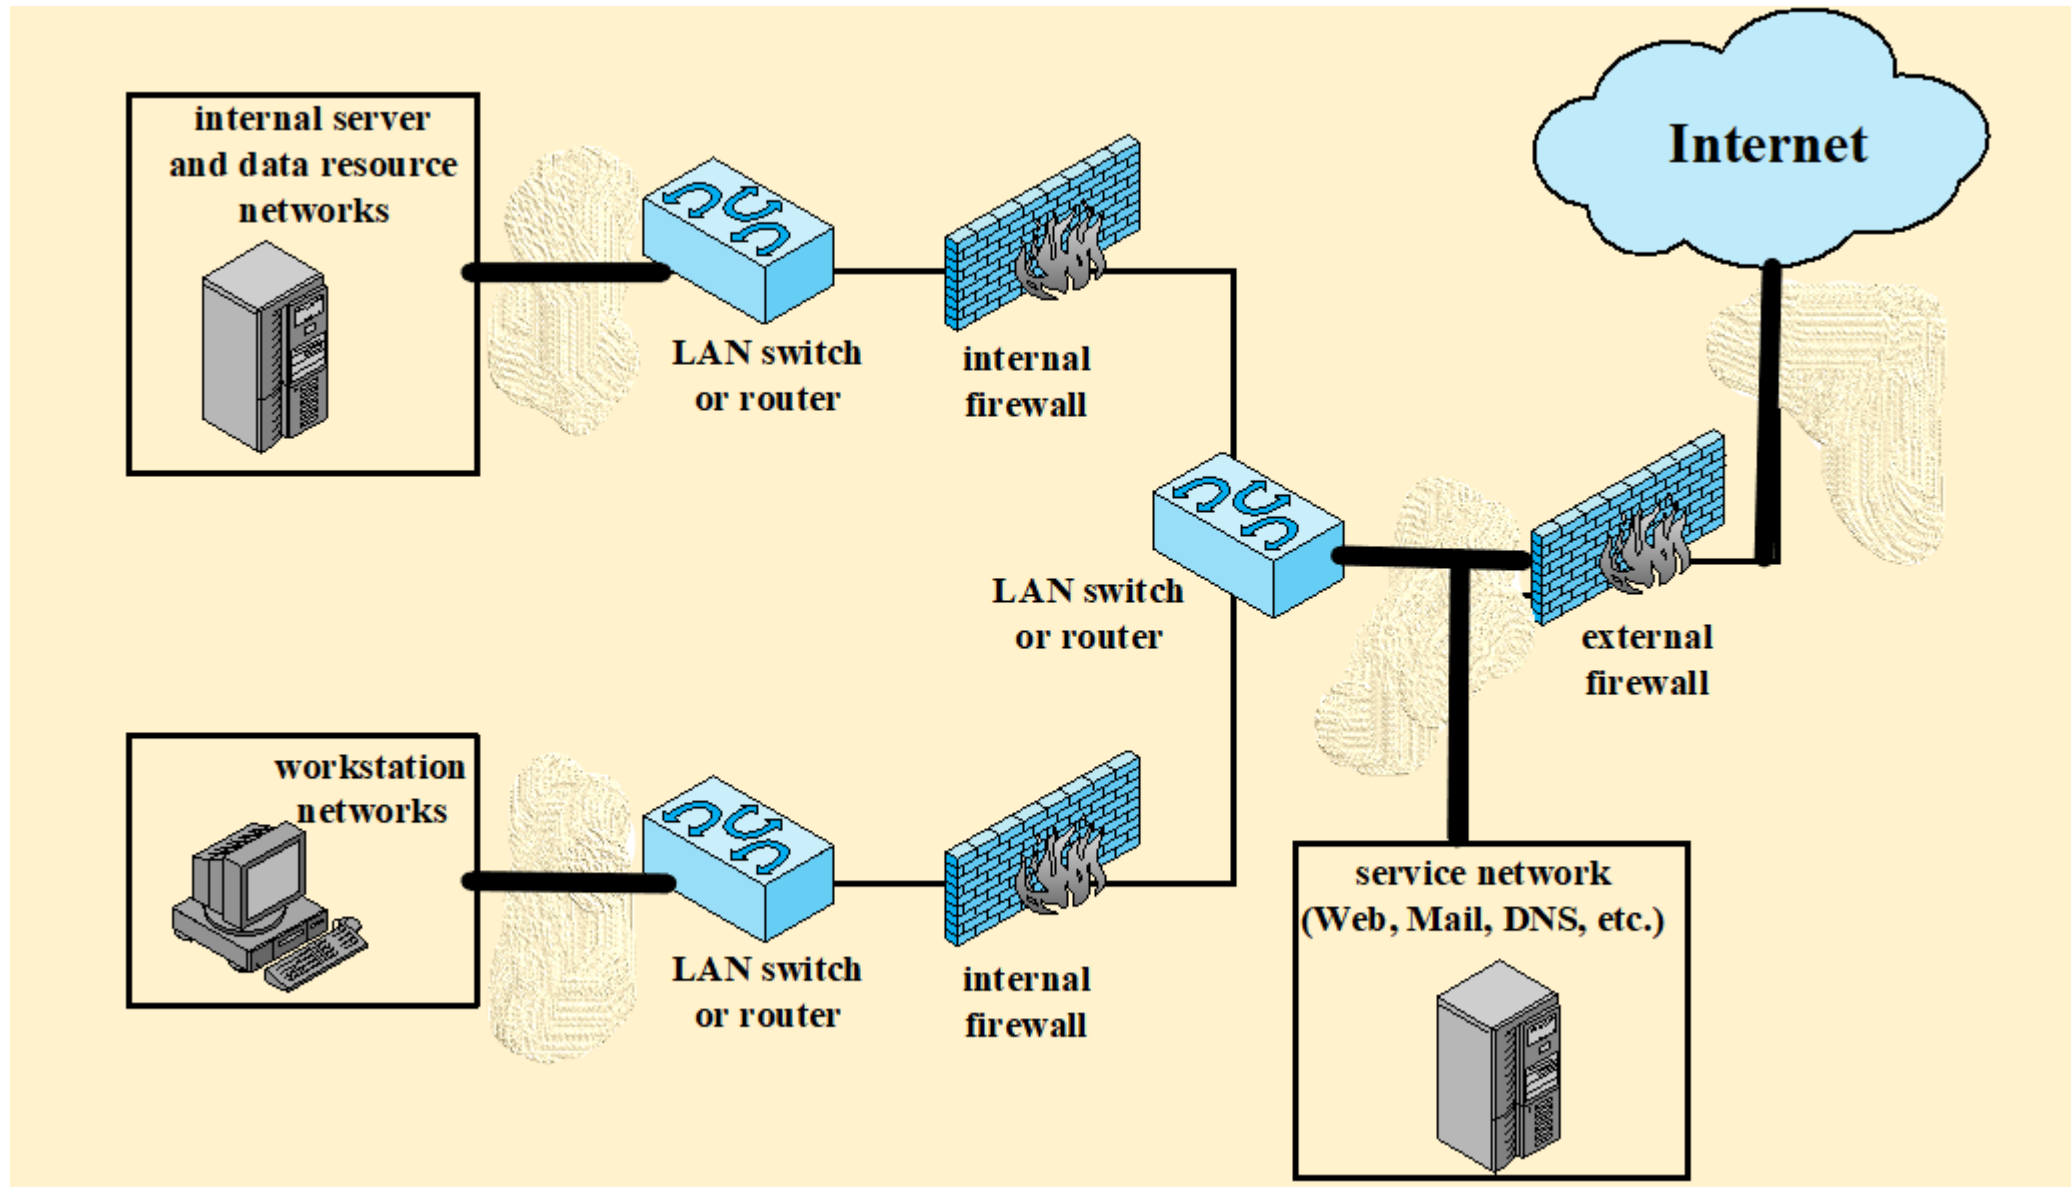 internal server
and data resource
networks
LAN switch
or router
internal
firewall
Internet
LAN switch
or router
external
firewall
workstation
networks
LAN switch
or router
internal
firewall
service network
(Web, Mail, DNS, etc.)